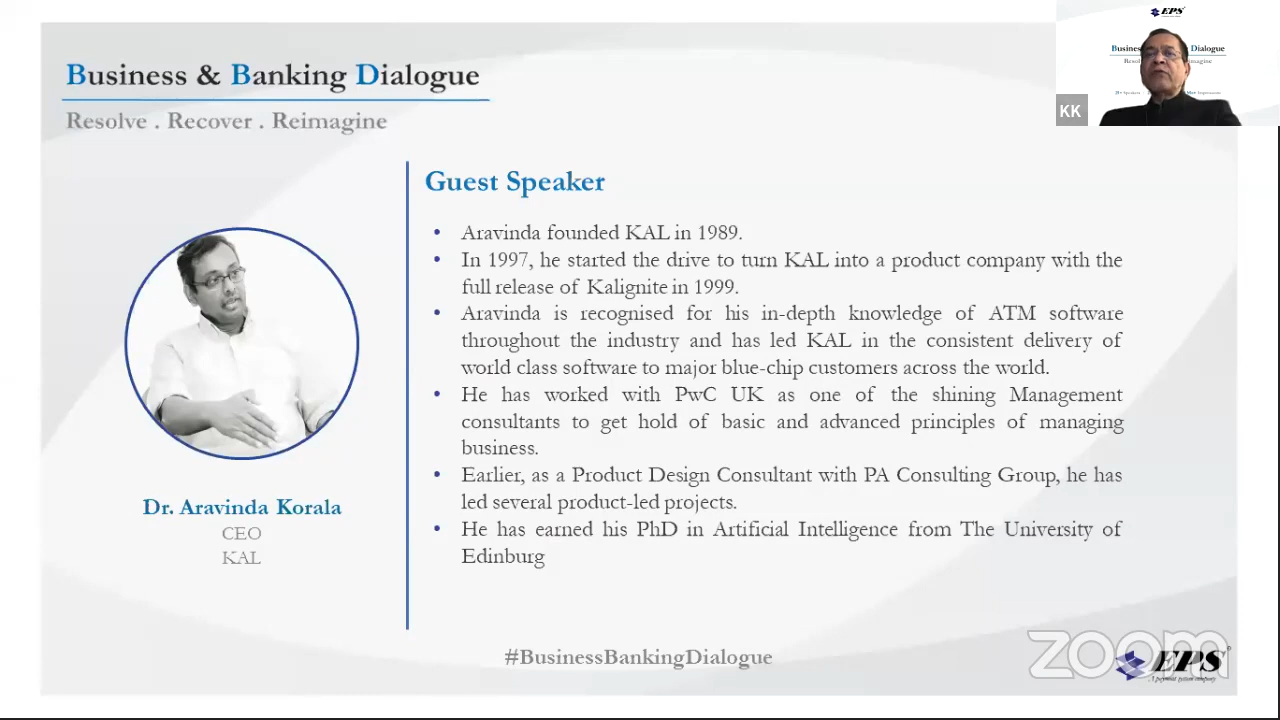 Business & Banking Dialogue
Resolve . Recover . Reimagine
Guest Speaker
• Aravinda founded KAL in 1989.
• In 1997, he started the drive to turn KAL into a product company with the
full release of Kalignite in 1999.
• Aravinda is recognised for his in-depth knowledge of ATM software
throughout the industry and has led KAL in the consistent delivery of
world class software to major blue-chip customers across the world.
• He has worked with PwC UK as one of the shining Management
consultants to get hold of basic and advanced principles of managing
business.
• Earlier, as a Product Design Consultant with PA Consulting Group, he has
led several product-led projects.
• He has earned his PhD in Artificial Intelligence from The University of
Edinburg
Dr. Aravinda Korala
CEO
KAL
#BusinessBankingDialogue
zoom
EPS
EPS
Dialogue
KK